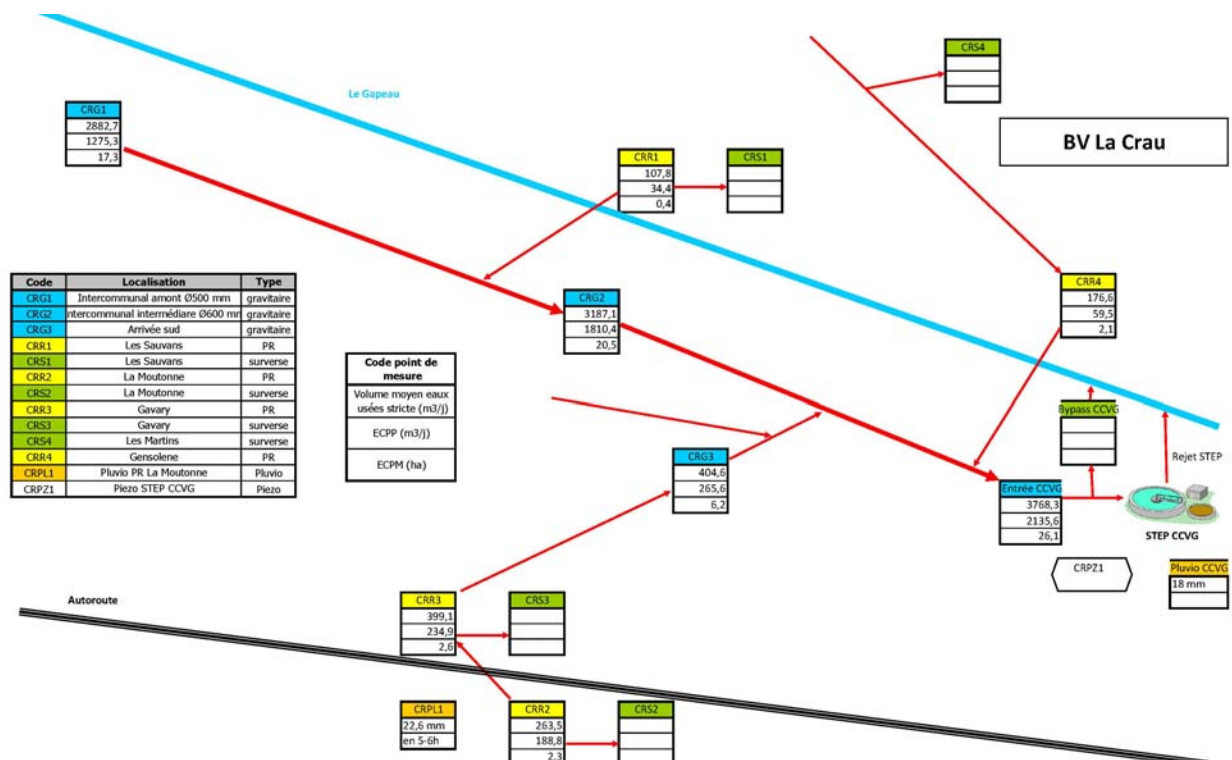 CRS4
Le Gapeau
CRG1
2882,7
1275,3
17,3
BV La Crau
CRR1
107,8
34,4
0,4
CRS1
Code Localisation Type
CRG1 Intercommunal amont Ø500 mm gravitaire
CRG2 ntercommunal intermédiare Ø600 mm gravitaire
CRG3 Arrivée sud gravitaire
CRR1 Les Sauvans PR
CRS1 Les Sauvans surverse
CRR2 La Moutonne PR
CRS2 La Moutonne surverse
CRR3 Gavary PR
CRS3 Gavary surverse
CRS4 Les Martins surverse
CRR4 Gensolene PR
CRPL1 Pluvio PR La Moutonne Pluvio
CRPZ1 Piezo STEP CCVG Piezo
CRG2
3187,1
1810,4
20,5
CRR4
176,6
59,5
2,1
Code point de
mesure
Volume moyen eaux
usées stricte (m3/j)
ECPP (m3/j)
ECPM (ha)
Bypass CCVG
Rejet STEP
CRG3
404,6
265,6
6,2
Entrée CCVG
3768,3
2135,6
26,1
STEP CCVG
CRPZ1
Pluvio CCVG
18 mm
Autoroute
CRR3
399,1
234,9
2,6
CRS3
CRPL1
22,6 mm
en 5-6h
CRR2
263,5
188,8
2,3
CRS2